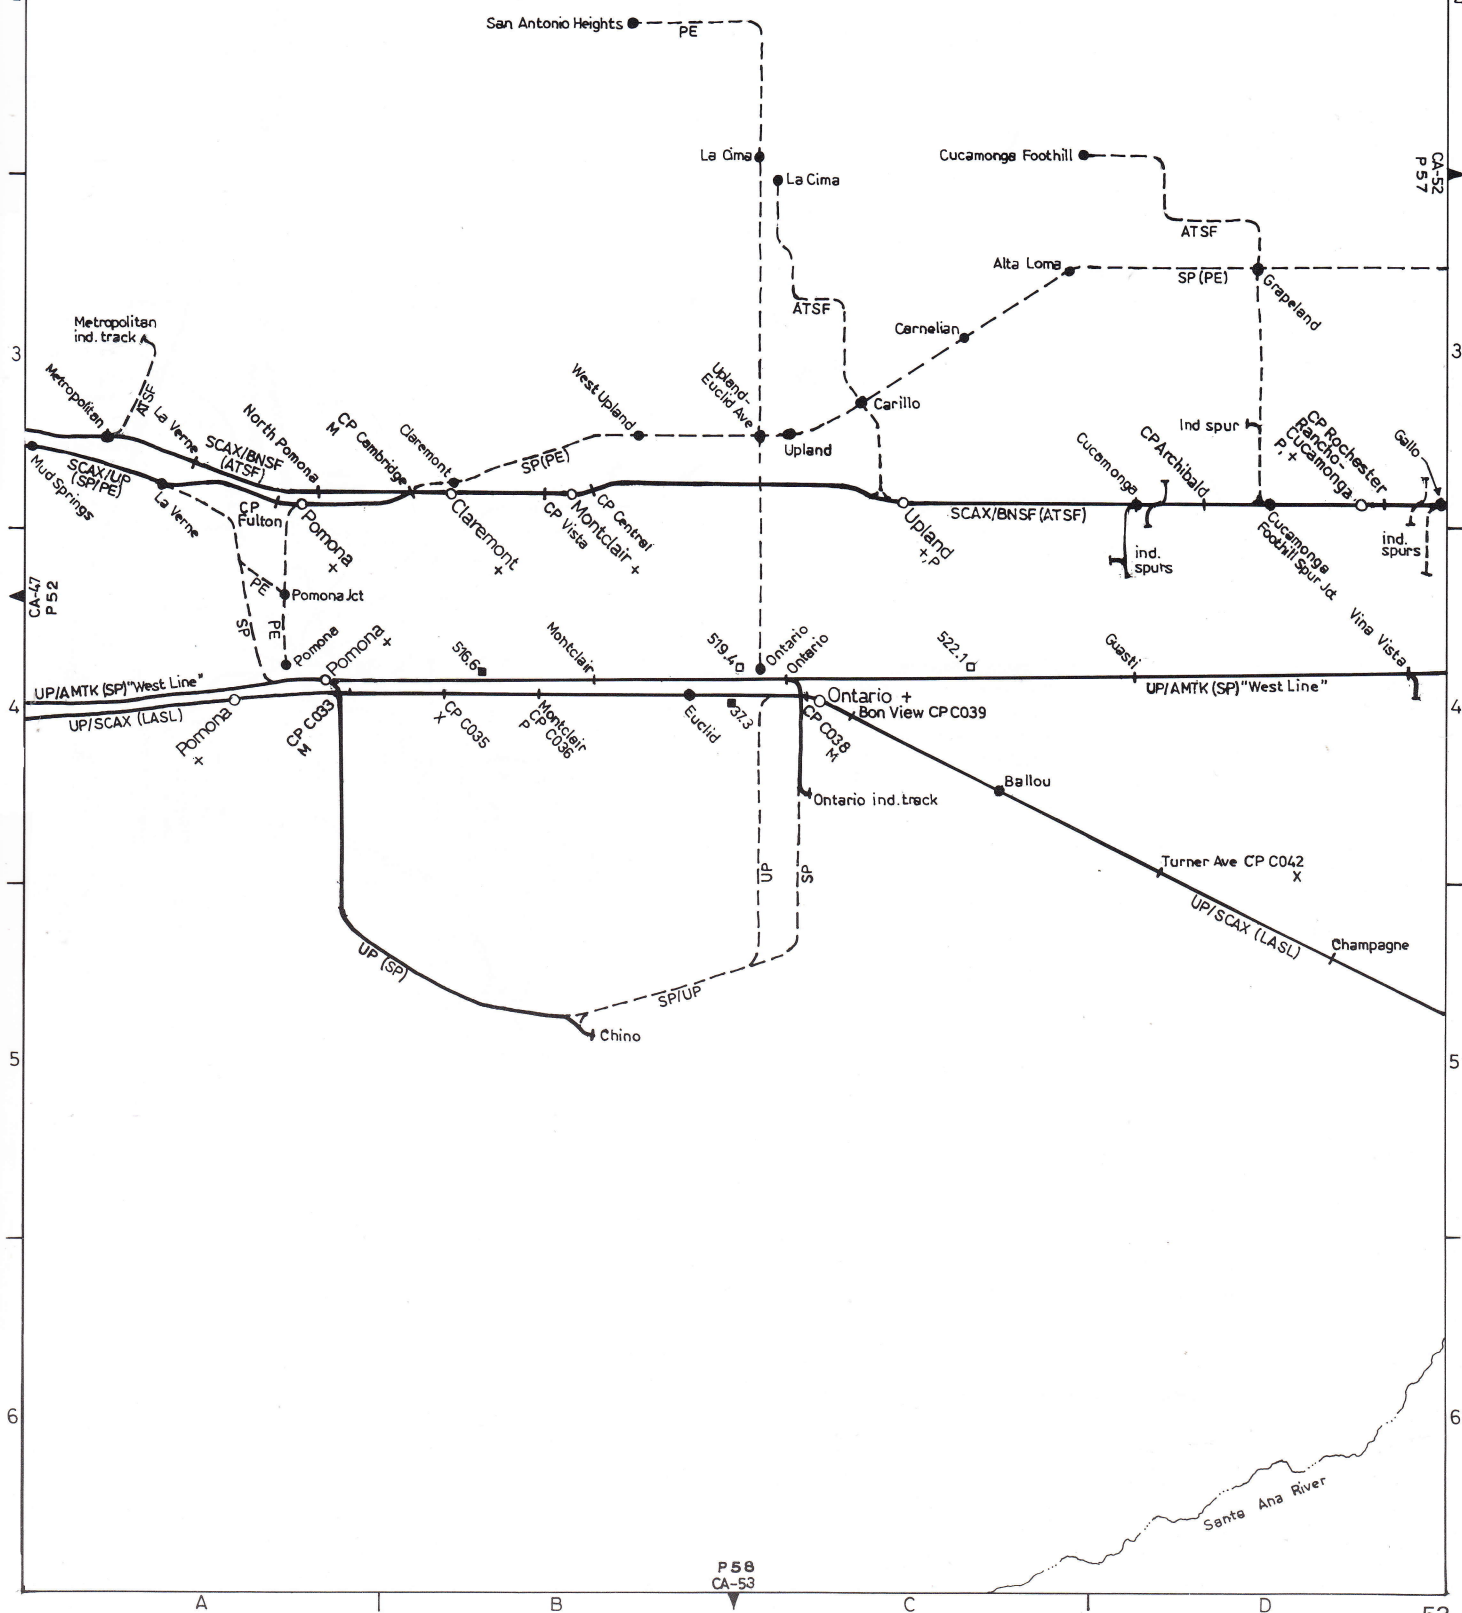 San Antonio Heights
PE
La Cima
La Cima
Cucamonga Foothill
CA-52
P 57
ATSF
Alta Loma
SP (PE)
Grapeland
ATSF
Carnelian
Metropolitan
ind. track
3
3
Metropolitan
ATSF
La Verne
North Pomona
SCAX/BNSF
(ATSF)
CP Cambridge
M
Claremont
West Upland
Upland-
Euclid Ave
Carillo
Upland
SP(PE)
Ind spur
Cucamonga
CP Archibald
CP Rochester
Rancho-
Cucamonga
P, +
Gallo
Mud Springs
SCAX/UP
(SP/PE)
La Verne
CP
Fulton
Pomona
+
Claremont
+
CP Vista
Montclair
+
CP Central
Upland
+,P
SCAX/BNSF (ATSF)
ind.
spurs
Cucamonga
Foothill Spur Jct
ind.
spurs
CA-47
P 52
PE
Pomona Jct
SP
PE
Pomona
Pomona
+
516.6
Montclair
519.4
Ontario
Ontario
522.1
Guasti
Vina Vista
UP/AMTK (SP) "West Line"
UP/AMTK (SP) "West Line"
4
4
UP/SCAX (LASL)
Pomona
+
CP C033
M
CP C035
X
Montclair
CP C036
P
Euclid
37.3
Ontario +
CP C038
M
Bon View CP C039
Ballou
Ontario ind. track
UP
SP
Turner Ave CP C042
X
UP/SCAX (LASL)
Champagne
UP (SP)
SP/UP
Chino
5
5
6
6
Santa Ana River
P 58
CA-53
A
B
C
D